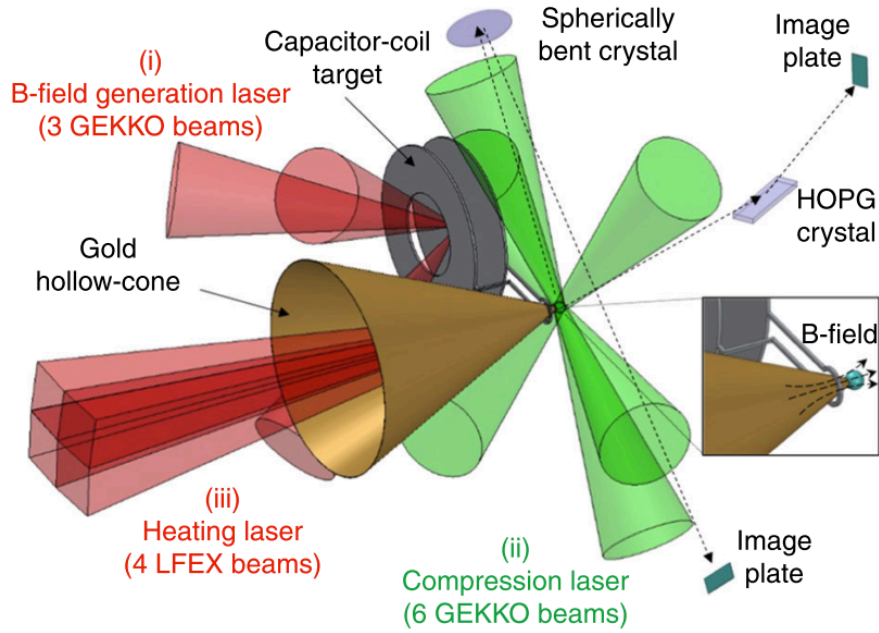 (i)
B-field generation laser
(3 GEKKO beams)
Capacitor-coil
target
Spherically
bent crystal
Image
plate
HOPG
crystal
Gold
hollow-cone
B-field
(iii)
Heating laser
(4 LFEX beams)
(ii)
Compression laser
(6 GEKKO beams)
Image
plate